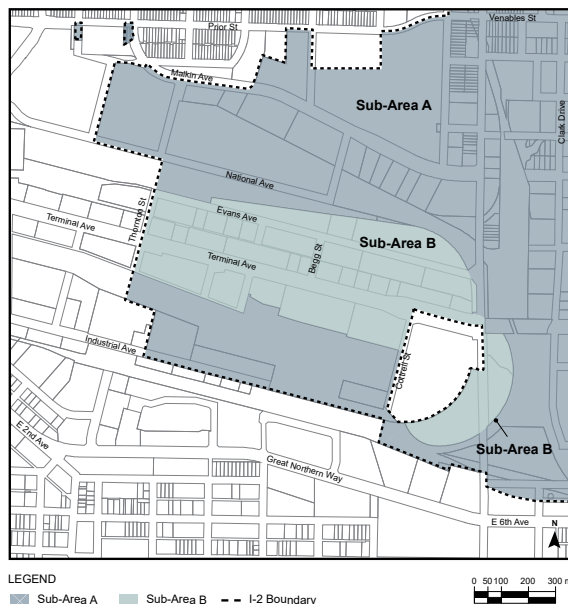 Prior St
Venables St
Malkin Ave
Sub-Area A
Clark Drive
National Ave
Thornton St
Evans Ave
Sub-Area B
Terminal Ave
Begg St
Terminal Ave
Industrial Ave
Cottrell St
E 2nd Ave
Sub-Area B
Great Northern Way
E 6th Ave
N
LEGEND
Sub-Area A Sub-Area B I-2 Boundary
0 50 100 200 300 m